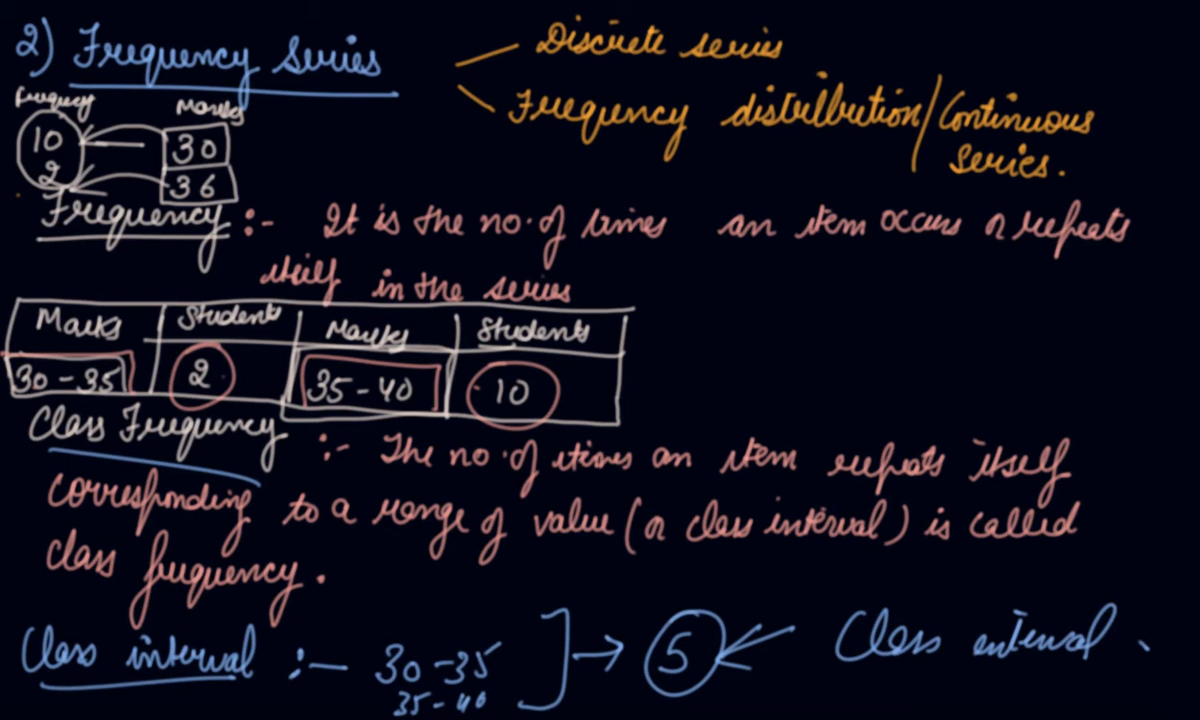 2) Frequency Series
Discrete series
Frequency distribution/Continuous
series.
Frequency Marks
10 30
2 36
Frequency :- It is the no. of times an item occurs or repeats
itself in the series
Marks Students Marks Students
30-35 2 35-40 10
Class Frequency :- The no. of times an item repeats itself
corresponding to a range of value (or class interval) is called
class frequency.
Class interval :- 30-35 → 5 Class interval.
35-40